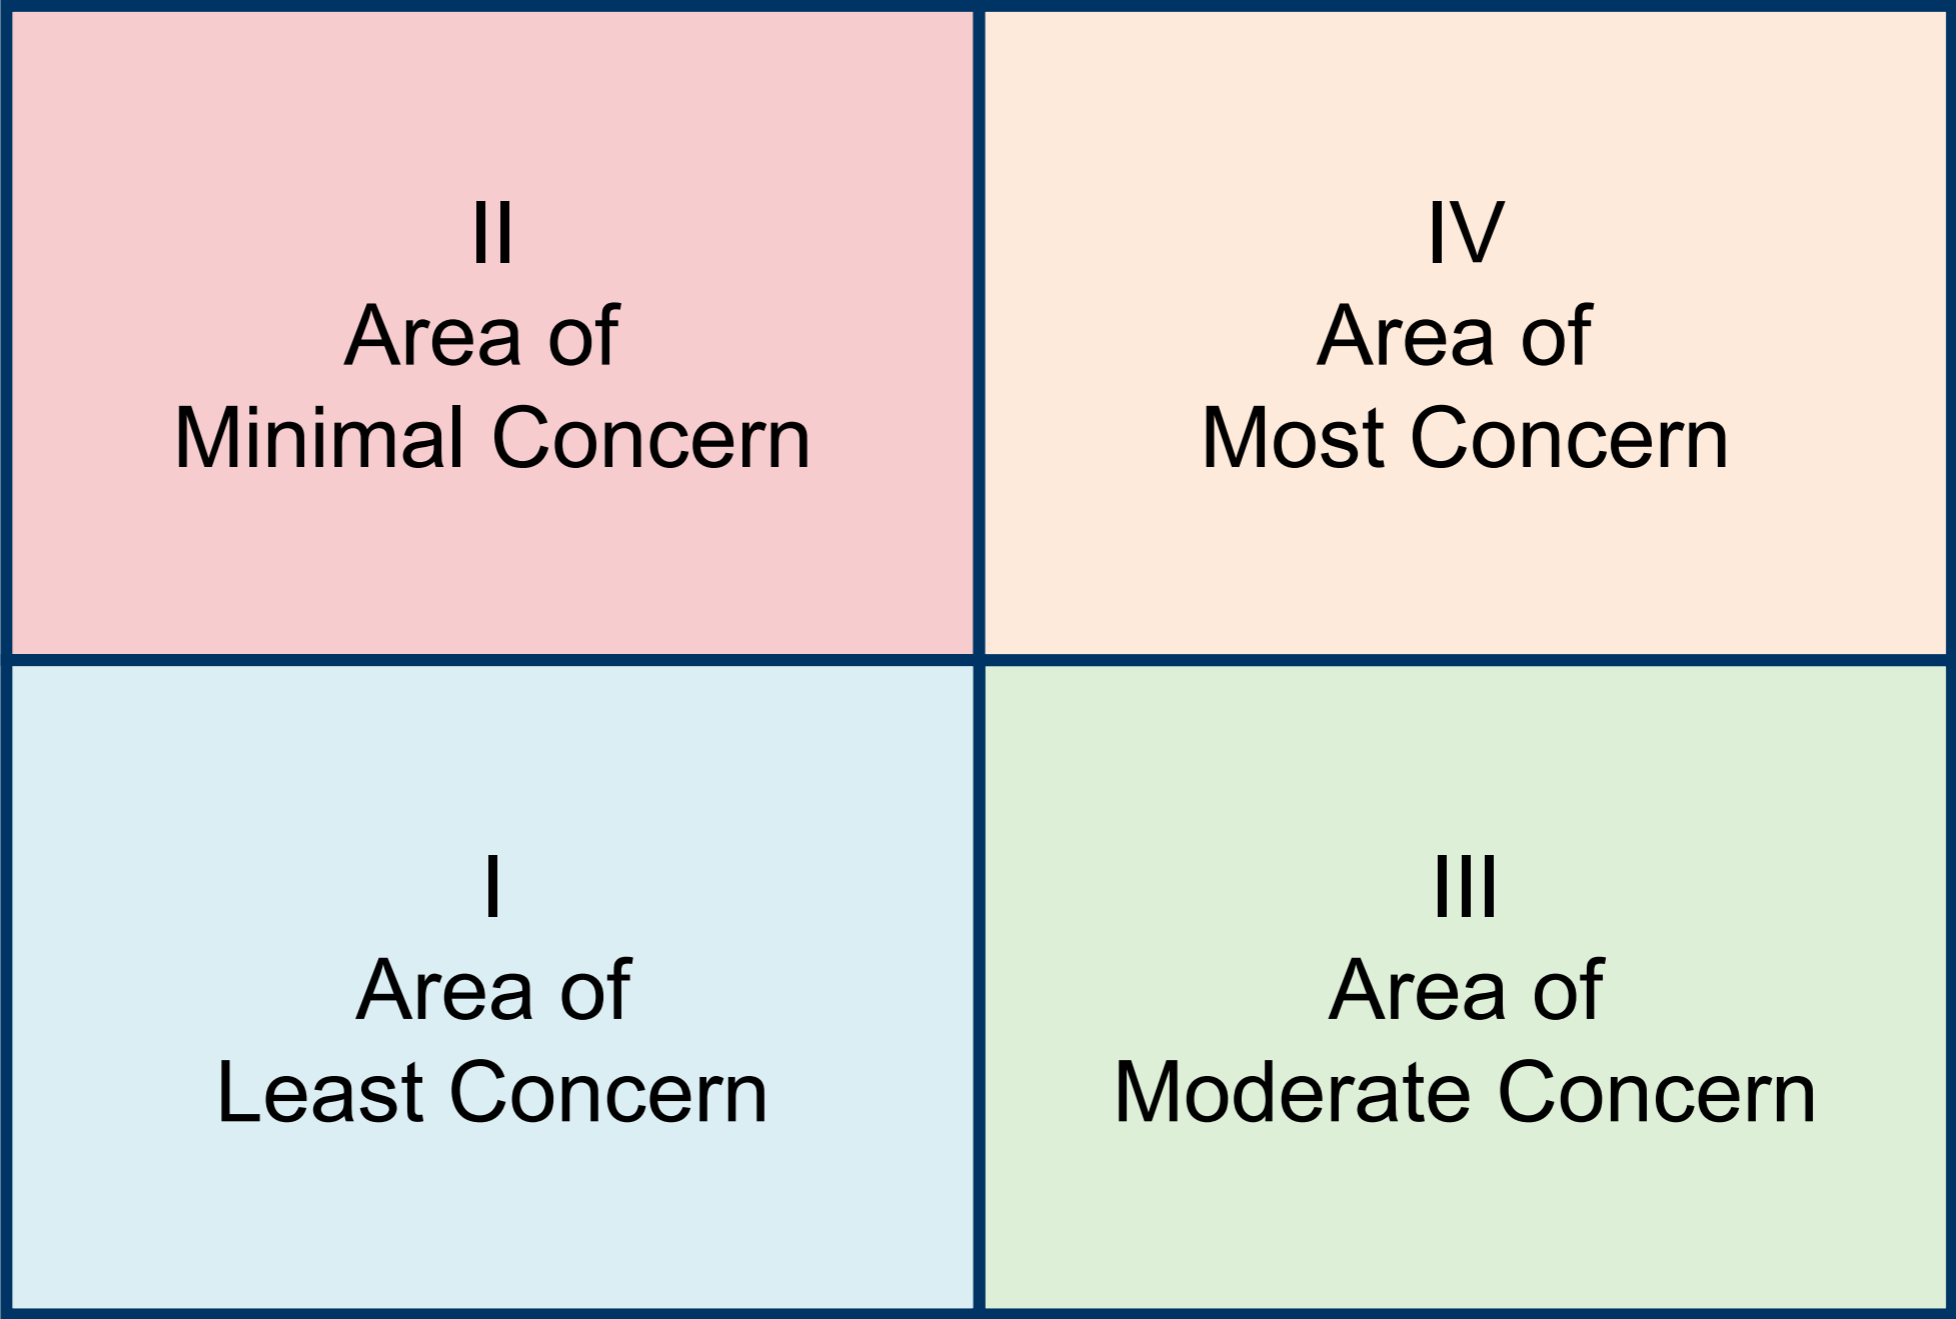 II
Area of
Minimal Concern
IV
Area of
Most Concern
I
Area of
Least Concern
III
Area of
Moderate Concern